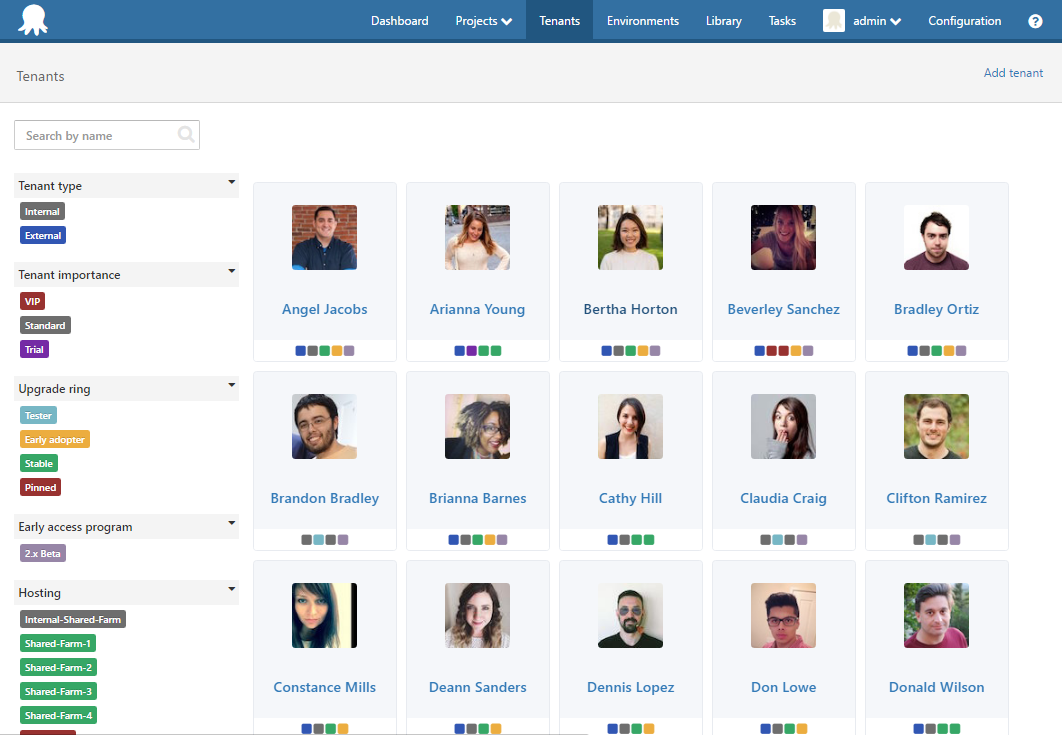 Dashboard Projects Tenants Environments Library Tasks admin Configuration ?
Tenants
Add tenant
Search by name
Tenant type
Internal
External
Tenant importance
VIP
Standard
Trial
Upgrade ring
Tester
Early adopter
Stable
Pinned
Early access program
2.x Beta
Hosting
Internal-Shared-Farm
Shared-Farm-1
Shared-Farm-2
Shared-Farm-3
Shared-Farm-4
Angel Jacobs Arianna Young Bertha Horton Beverley Sanchez Bradley Ortiz
Brandon Bradley Brianna Barnes Cathy Hill Claudia Craig Clifton Ramirez
Constance Mills Deann Sanders Dennis Lopez Don Lowe Donald Wilson